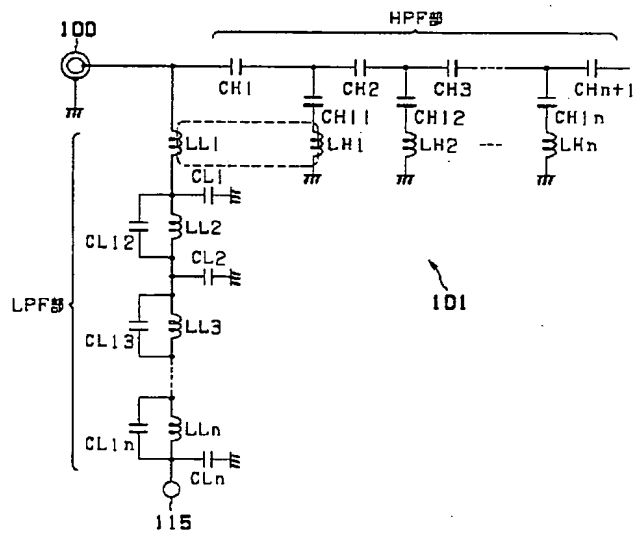 HPF部
100
CH1
CH2
CH3
CHn+1
CH11
CH12
CH1n
LL1
LH1
LH2
---
LHn
CL1
LL2
CL12
CL2
LPF部
101
LL3
CL13
LLn
CL1n
CLn
115